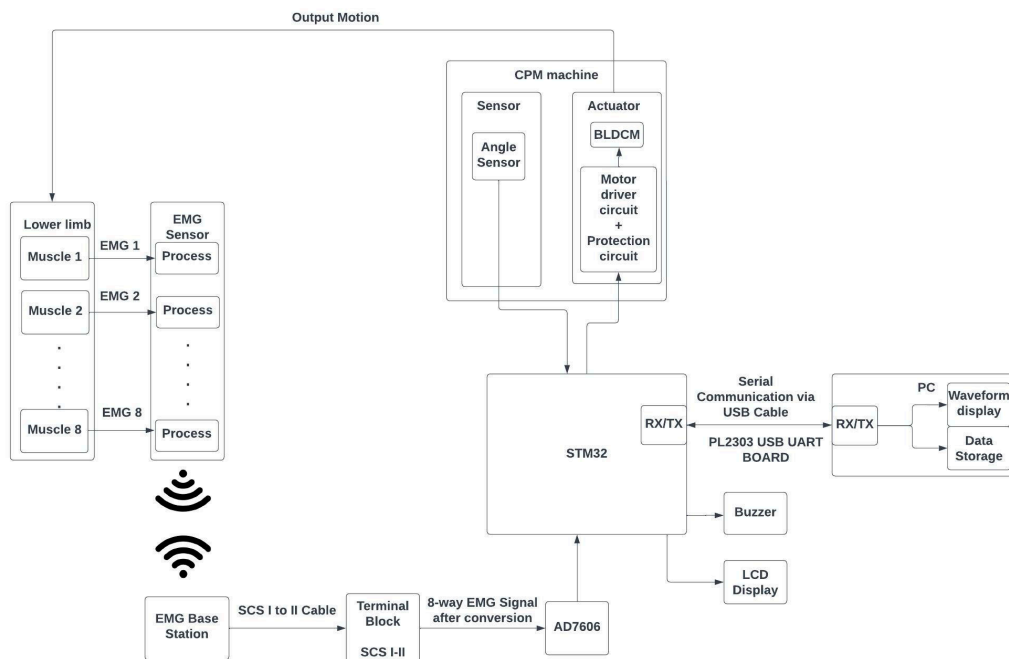 Output Motion
CPM machine
Sensor
Actuator
Angle
Sensor
BLDCM
Motor
driver
circuit
+
Protection
circuit
Lower limb
EMG
Sensor
Muscle 1
EMG 1
Process
Muscle 2
EMG 2
Process
Muscle 8
EMG 8
Process
STM32
RX/TX
Serial
Communication via
USB Cable
PL2303 USB UART
BOARD
RX/TX
PC
Waveform
display
Data
Storage
Buzzer
LCD
Display
EMG Base
Station
SCS I to II Cable
Terminal
Block
SCS I-II
8-way EMG Signal
after conversion
AD7606